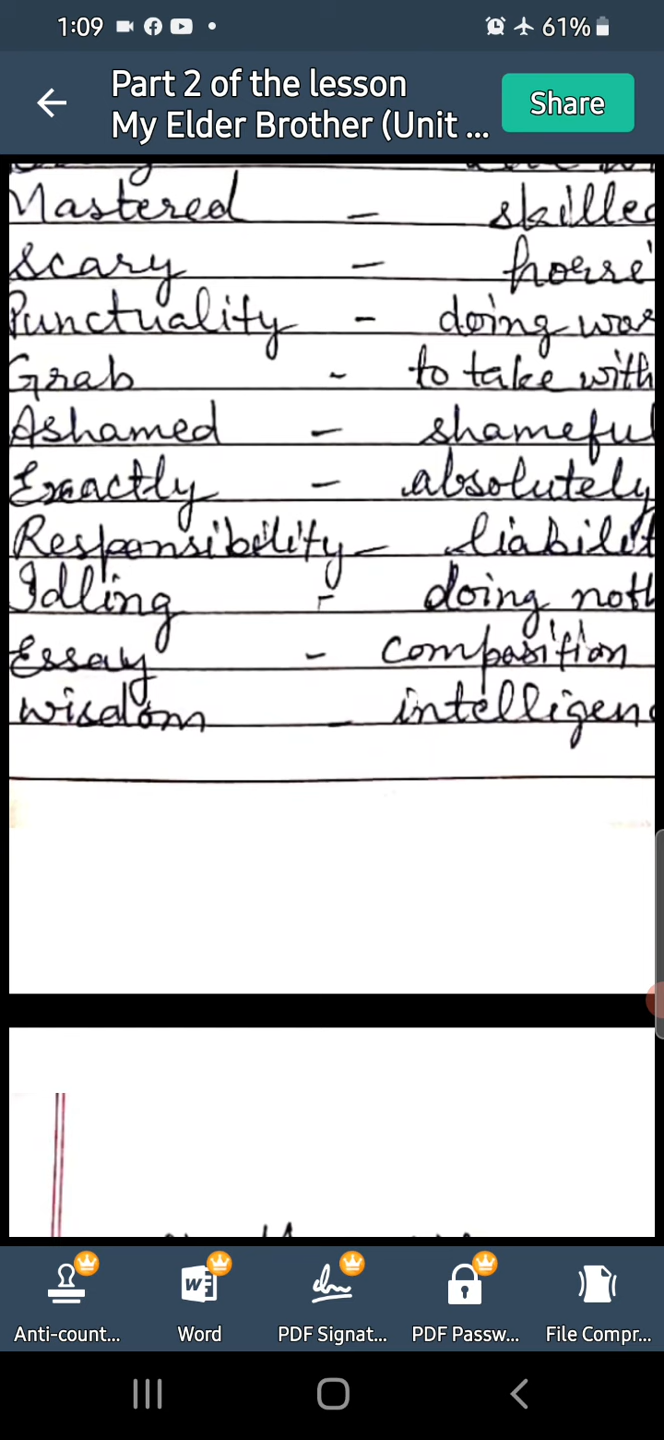 1:09 61%
Part 2 of the lesson
My Elder Brother (Unit ...
Share
Mastered - skilled
Scary -
Punctuality - doing wor
Grab - to take with
Ashamed - shameful
Exactly - absolutely
Responsibility - liabilit
Idling - doing noth
Essay - composition
wisdom - intelligenc
Anti-count... Word PDF Signat... PDF Passw... File Compr...